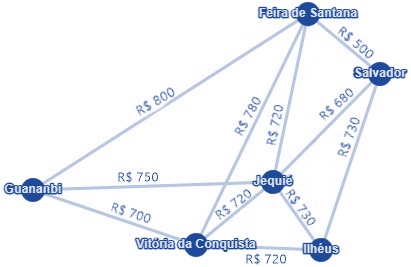 Feira de Santana
R$ 500
Salvador
R$ 800
R$ 780
R$ 720
R$ 680
R$ 730
Guananbi
R$ 750
Jequié
R$ 700
R$ 720
R$ 730
Vitória da Conquista
Ilhéus
R$ 720